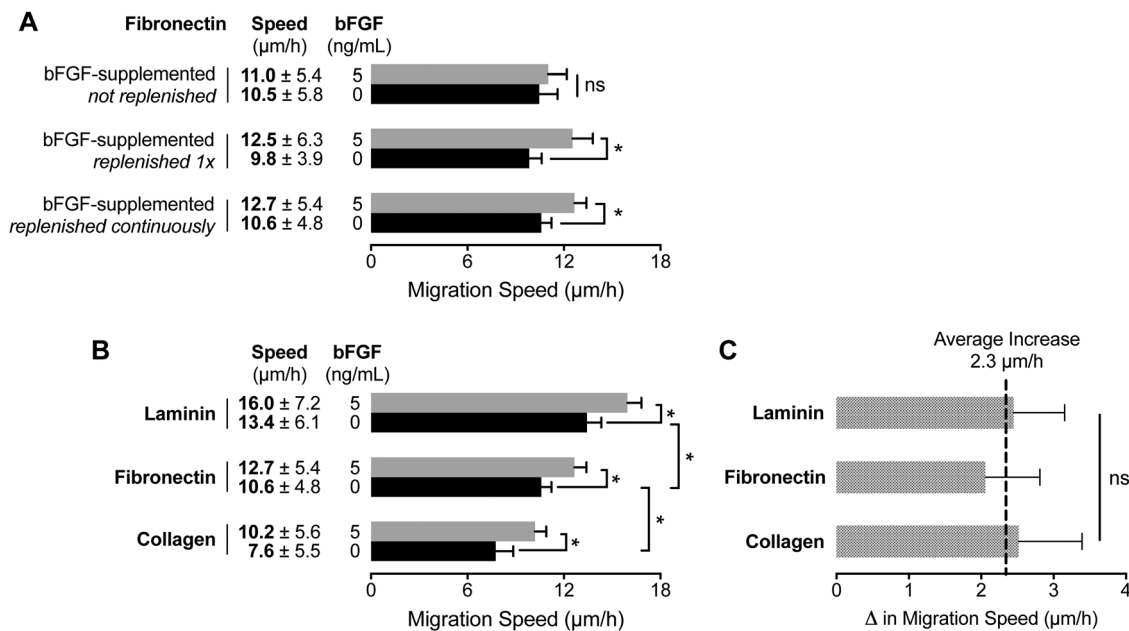 A
Fibronectin Speed bFGF
(µm/h) (ng/mL)
bFGF-supplemented 11.0 ± 5.4 5
not replenished 10.5 ± 5.8 0
ns
bFGF-supplemented 12.5 ± 6.3 5
replenished 1x 9.8 ± 3.9 0
*
bFGF-supplemented 12.7 ± 5.4 5
replenished continuously 10.6 ± 4.8 0
*
0 6 12 18
Migration Speed (µm/h)
B
Speed bFGF
(µm/h) (ng/mL)
Laminin 16.0 ± 7.2 5
13.4 ± 6.1 0
*
*
Fibronectin 12.7 ± 5.4 5
10.6 ± 4.8 0
*
*
Collagen 10.2 ± 5.6 5
7.6 ± 5.5 0
*
0 6 12 18
Migration Speed (µm/h)
C
Average Increase
2.3 µm/h
Laminin
Fibronectin
ns
Collagen
0 1 2 3 4
Δ in Migration Speed (µm/h)